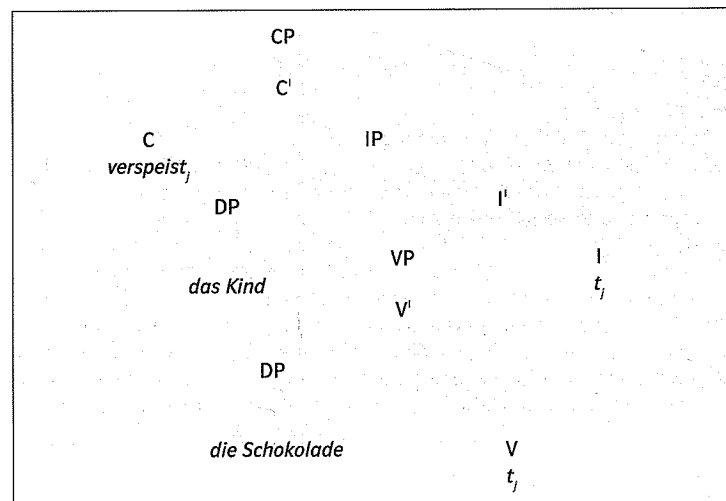 CP
C'
C IP
verspeist_j
DP I'
VP I
das Kind t_j
V'
DP
die Schokolade V
t_j